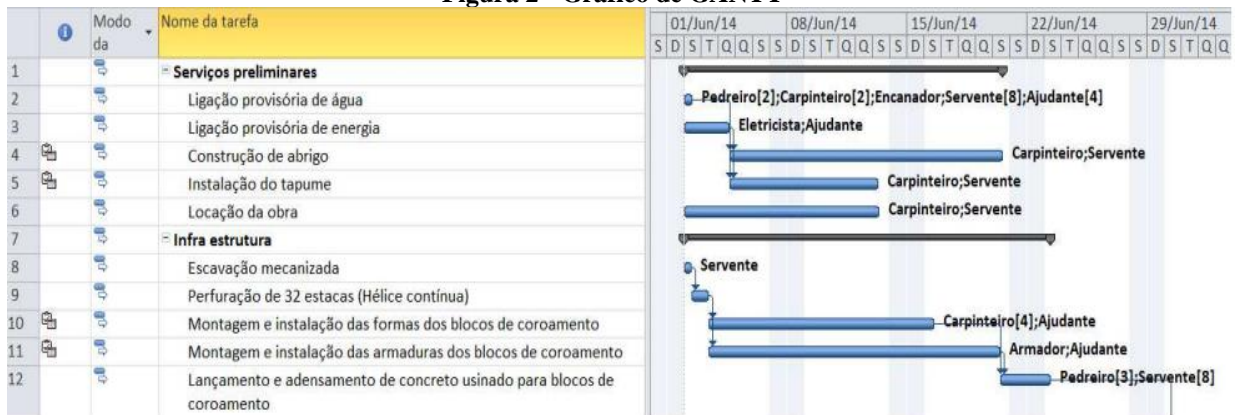 Figura 2 - Gráfico de GANTT
Modo da
Nome da tarefa
01/Jun/14 08/Jun/14 15/Jun/14 22/Jun/14 29/Jun/14
S D S T Q Q S S D S T Q Q S S D S T Q Q S S D S T Q Q S S D S T Q Q
1 Serviços preliminares
2 Ligação provisória de água Pedreiro[2];Carpinteiro[2];Encanador;Servente[8];Ajudante[4]
3 Ligação provisória de energia Eletricista;Ajudante
4 Construção de abrigo Carpinteiro;Servente
5 Instalação do tapume Carpinteiro;Servente
6 Locação da obra Carpinteiro;Servente
7 Infra estrutura
8 Escavação mecanizada Servente
9 Perfuração de 32 estacas (Hélice contínua)
10 Montagem e instalação das formas dos blocos de coroamento Carpinteiro[4];Ajudante
11 Montagem e instalação das armaduras dos blocos de coroamento Armador;Ajudante
12 Lançamento e adensamento de concreto usinado para blocos de Pedreiro[3];Servente[8]
coroamento